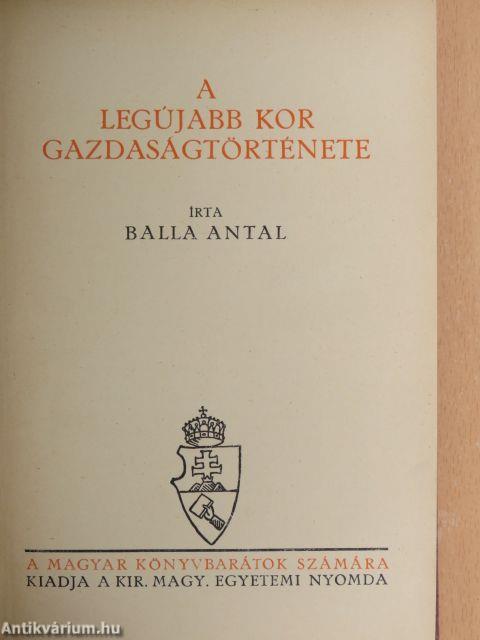 A
LEGÚJABB KOR
GAZDASÁGTÖRTÉNETE
ÍRTA
BALLA ANTAL
A MAGYAR KÖNYVBARÁTOK SZÁMÁRA
KIADJA A KIR. MAGY. EGYETEMI NYOMDA
Antikvárium.hu